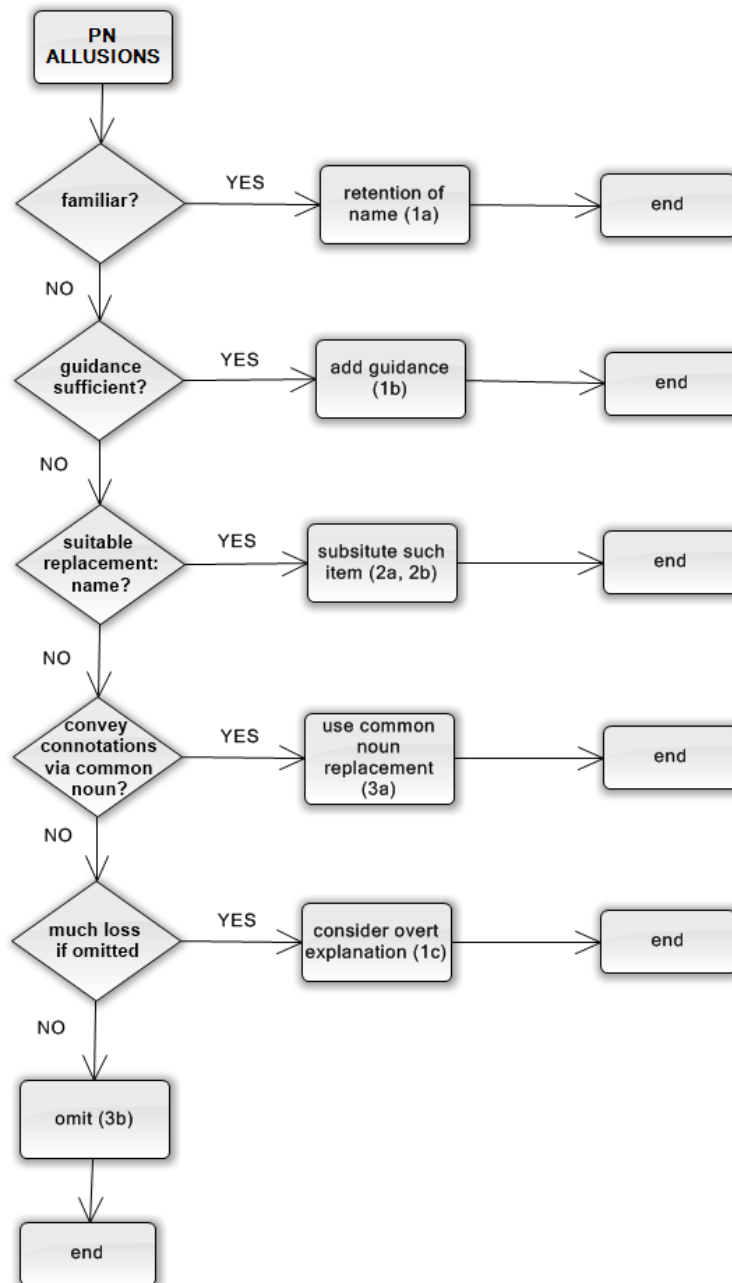 PN
ALLUSIONS
familiar?
YES
retention of
name (1a)
end
NO
guidance
sufficient?
YES
add guidance
(1b)
end
NO
suitable
replacement:
name?
YES
subsitute such
item (2a, 2b)
end
NO
convey
connotations
via common
noun?
YES
use common
noun
replacement
(3a)
end
NO
much loss
if omitted
YES
consider overt
explanation (1c)
end
NO
omit (3b)
end